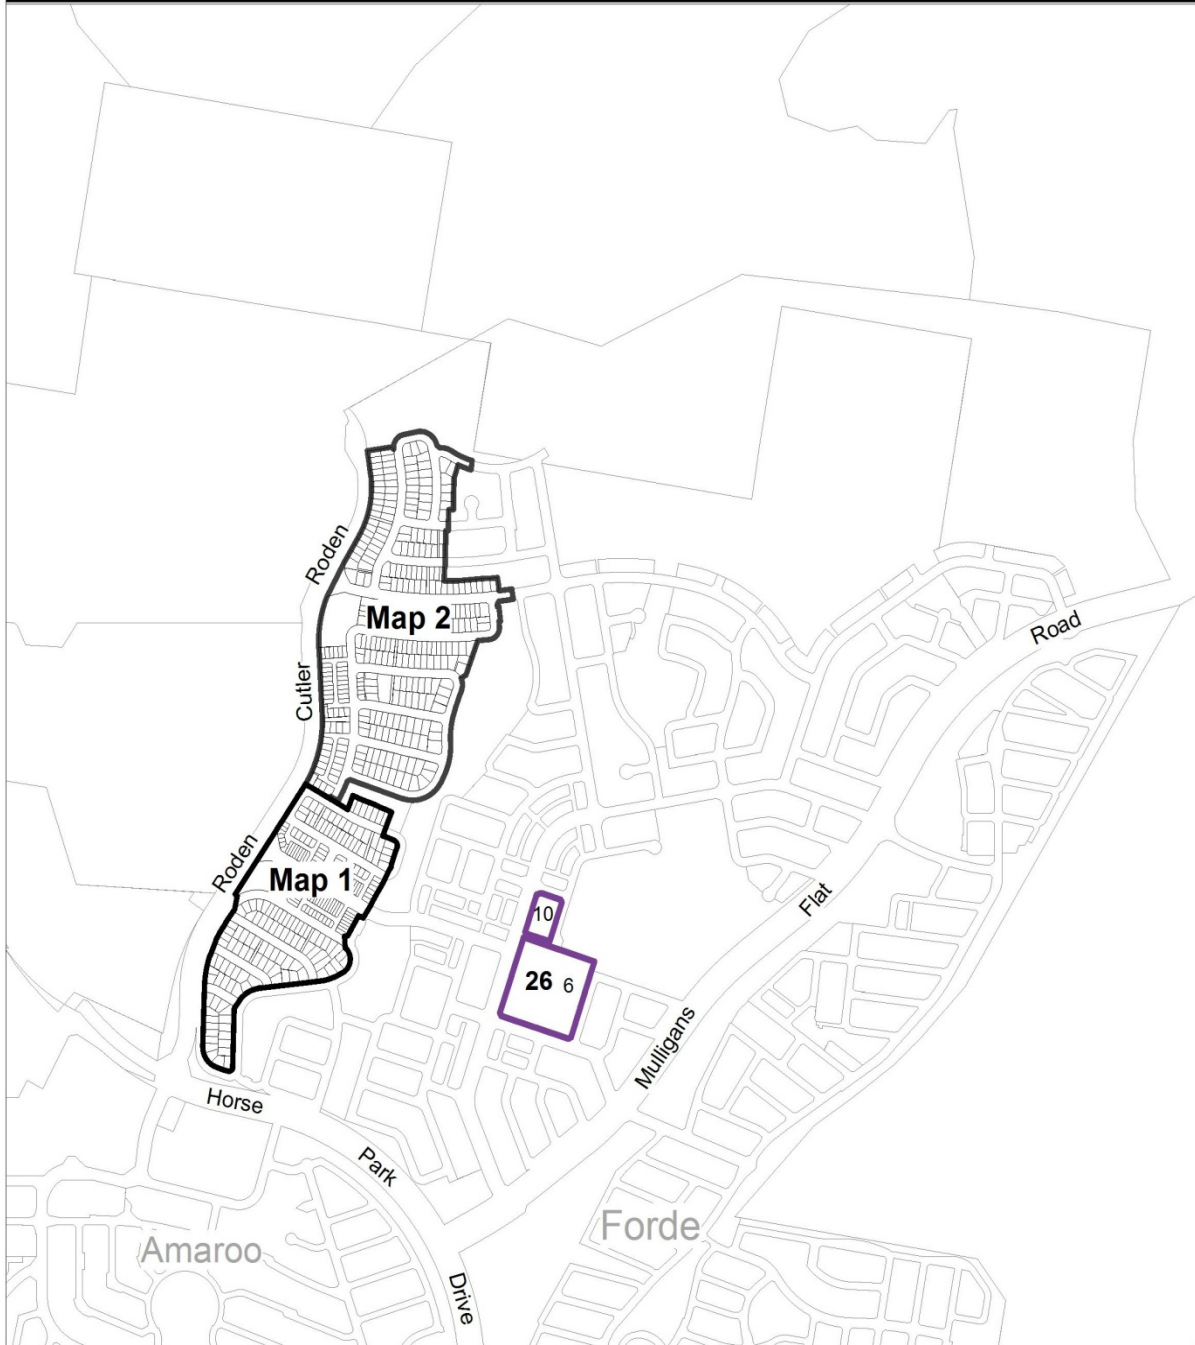 Roden
Map 2
Road
Cutler
Roden
Map 1
Flat
10
26 6
Mulligans
Horse
Park
Forde
Amaroo
Drive